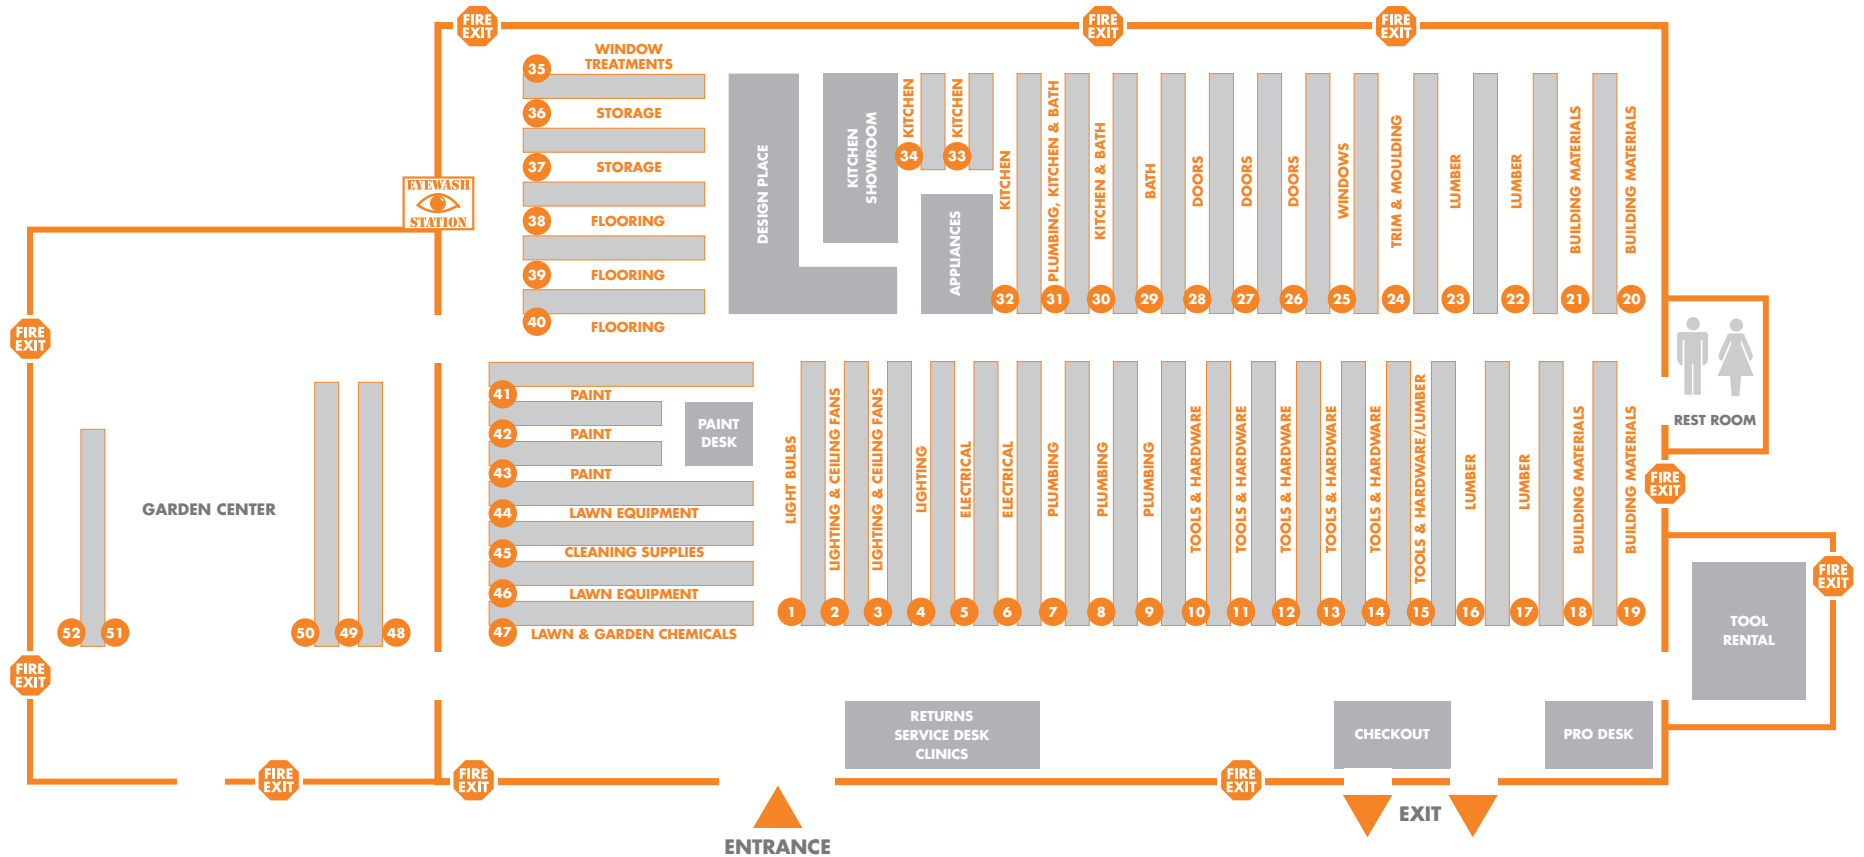 FIRE
EXIT
FIRE
EXIT
FIRE
EXIT
WINDOW
TREATMENTS
35
36
STORAGE
37
STORAGE
38
FLOORING
39
FLOORING
40
FLOORING
EYEWASH
STATION
DESIGN PLACE
KITCHEN
SHOWROOM
KITCHEN
34
KITCHEN
33
APPLIANCES
KITCHEN
32
PLUMBING, KITCHEN & BATH
31
KITCHEN & BATH
30
BATH
29
DOORS
28
DOORS
27
DOORS
26
WINDOWS
25
TRIM & MOULDING
24
LUMBER
23
LUMBER
22
BUILDING MATERIALS
21
BUILDING MATERIALS
20
FIRE
EXIT
REST ROOM
41
PAINT
42
PAINT
43
PAINT
PAINT
DESK
44
LAWN EQUIPMENT
45
CLEANING SUPPLIES
46
LAWN EQUIPMENT
47
LAWN & GARDEN CHEMICALS
GARDEN CENTER
52
51
50
49
48
LIGHT BULBS
1
LIGHTING & CEILING FANS
2
LIGHTING & CEILING FANS
3
LIGHTING
4
ELECTRICAL
5
ELECTRICAL
6
PLUMBING
7
PLUMBING
8
PLUMBING
9
TOOLS & HARDWARE
10
TOOLS & HARDWARE
11
TOOLS & HARDWARE
12
TOOLS & HARDWARE
13
TOOLS & HARDWARE
14
TOOLS & HARDWARE/LUMBER
15
LUMBER
16
LUMBER
17
BUILDING MATERIALS
18
BUILDING MATERIALS
19
FIRE
EXIT
FIRE
EXIT
TOOL
RENTAL
FIRE
EXIT
RETURNS
SERVICE DESK
CLINICS
CHECKOUT
PRO DESK
FIRE
EXIT
FIRE
EXIT
FIRE
EXIT
EXIT
ENTRANCE